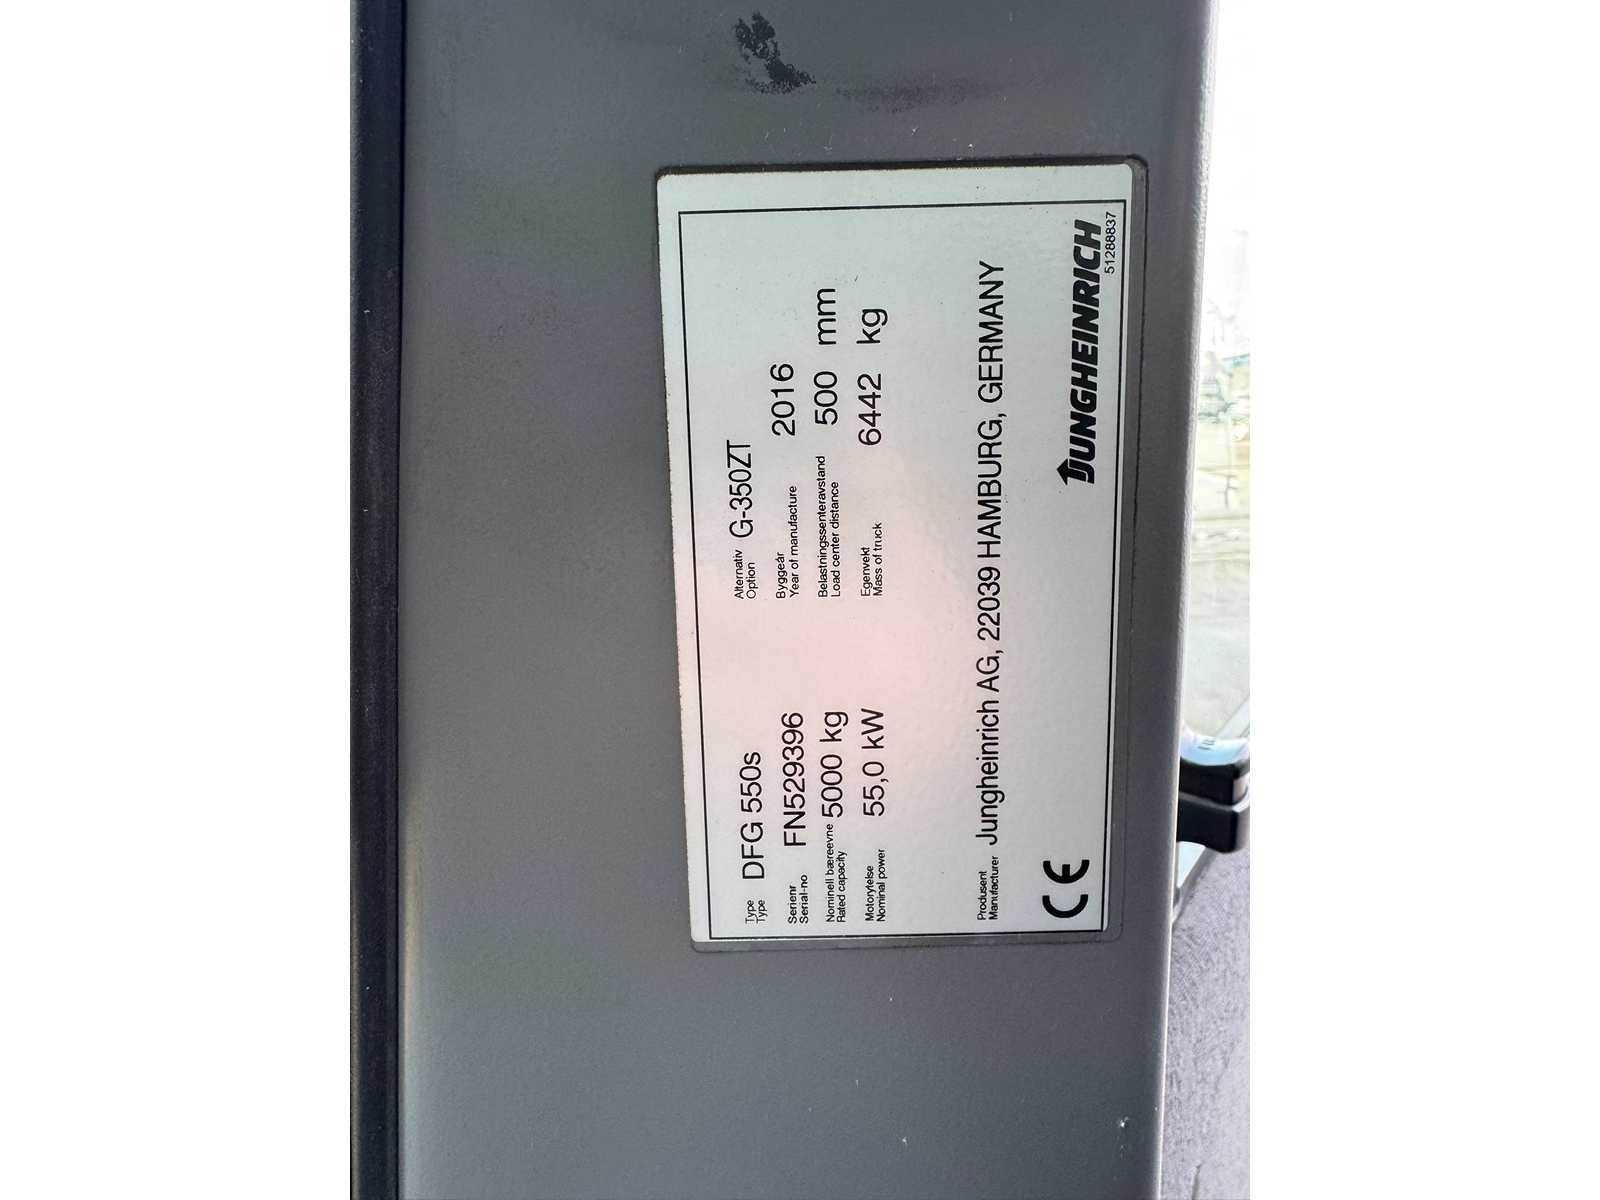 Type DFG 550s Alternativ G-350ZT
Type Option
Serienr FN529396 Byggeår 2016
Serial-no Year of manufacture
Nominell bæreevne 5000 kg Belastningssenteravstand 500 mm
Rated capacity Load center distance
Motorytelse 55,0 kW Egenvekt 6442 kg
Nominal power Mass of truck
Produsent Jungheinrich AG, 22039 HAMBURG, GERMANY
Manufacturer
CE JUNGHEINRICH
51288837